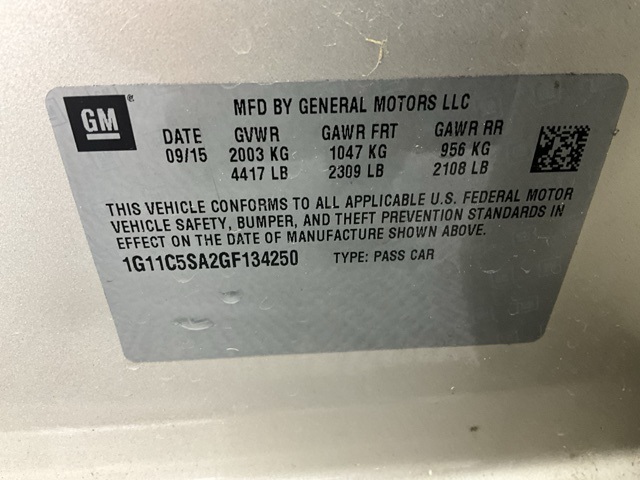 GM®
MFD BY GENERAL MOTORS LLC
DATE GVWR GAWR FRT GAWR RR
09/15 2003 KG 1047 KG 956 KG
4417 LB 2309 LB 2108 LB
THIS VEHICLE CONFORMS TO ALL APPLICABLE U.S. FEDERAL MOTOR
VEHICLE SAFETY, BUMPER, AND THEFT PREVENTION STANDARDS IN
EFFECT ON THE DATE OF MANUFACTURE SHOWN ABOVE.
1G11C5SA2GF134250 TYPE: PASS CAR